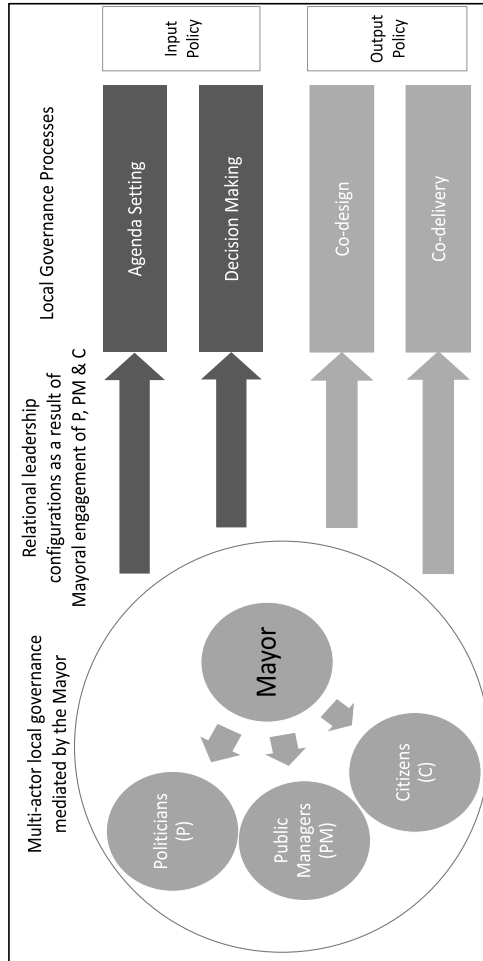 Multi-actor local governance
mediated by the Mayor
Relational leadership
configurations as a result of
Mayoral engagement of P, PM & C
Local Governance Processes
Politicians
(P)
Public
Managers
(PM)
Citizens
(C)
Mayor
Agenda Setting
Decision Making
Co-design
Co-delivery
Input
Policy
Output
Policy